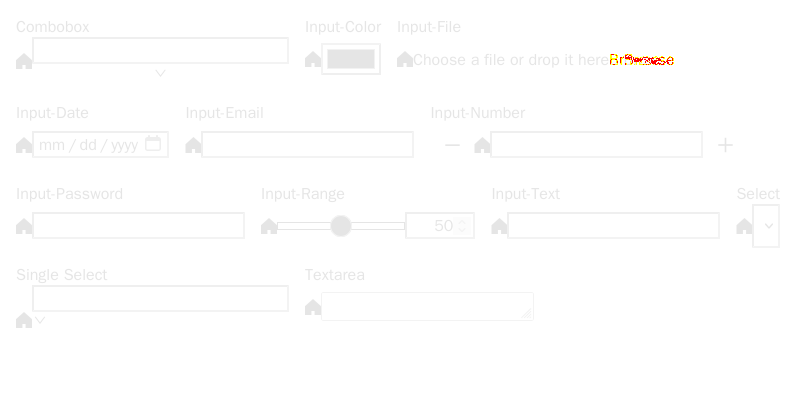 Combobox
Input-Color
Input-File
Choose a file or drop it here
Input-Date
Input-Email
Input-Number
mm / dd / yyyy
Input-Password
Input-Range
Input-Text
Select
50
Single Select
Textarea